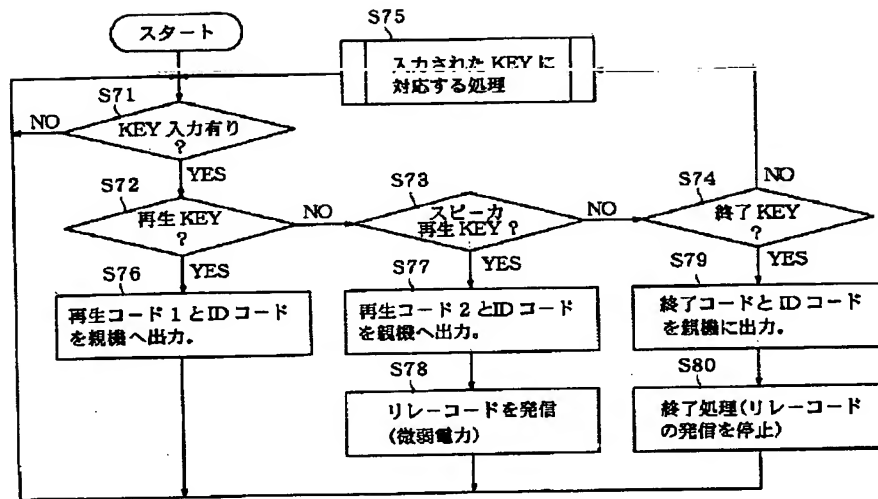 スタート
S75
入力された KEY に
対応する処理
S71
NO
KEY 入力有り
?
YES
S72
再生 KEY
?
NO
S73
スピーカ
再生 KEY ?
NO
S74
終了 KEY
?
NO
YES
YES
YES
S76
再生コード 1 と ID コード
を親機へ出力。
S77
再生コード 2 と ID コード
を親機へ出力。
S79
終了コードと ID コード
を親機に出力。
S78
リレーコードを発信
(微弱電力)
S80
終了処理(リレーコード
の発信を停止)